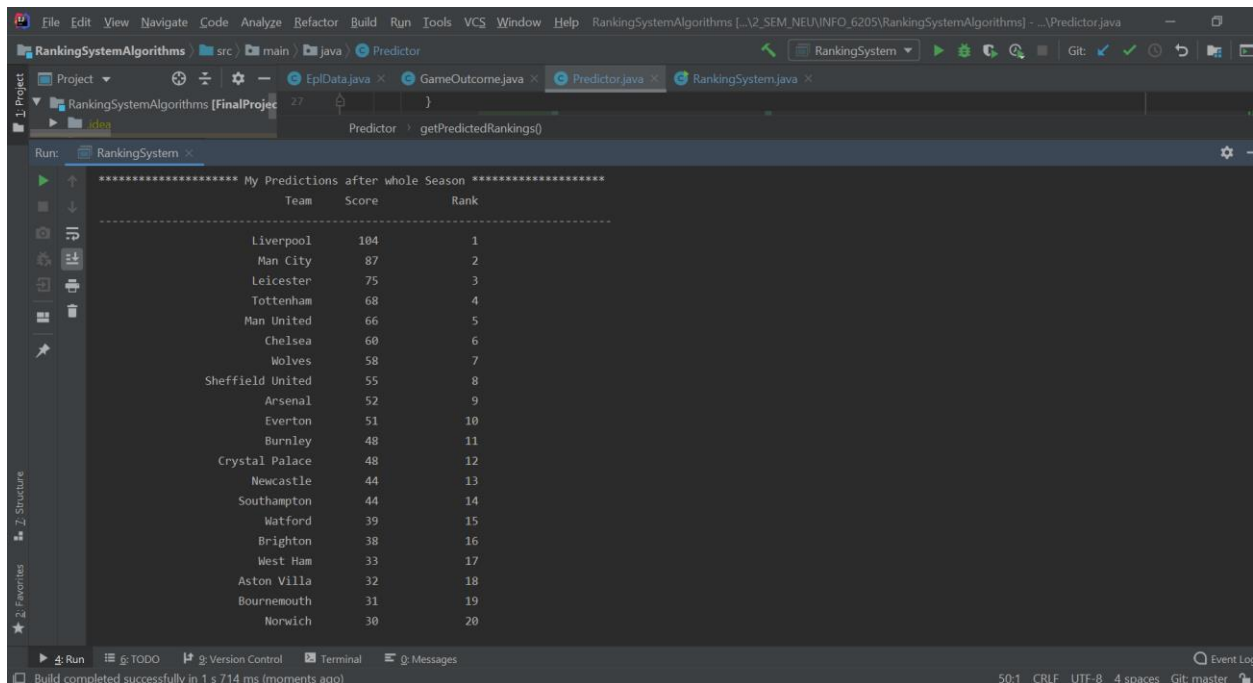 File Edit View Navigate Code Analyze Refactor Build Run Tools VCS Window Help RankingSystemAlgorithms [...\2_SEM_NEU\INFO_6205\RankingSystemAlgorithms] - ...\Predictor.java
RankingSystemAlgorithms src main java Predictor RankingSystem Git:
1: Project
Project EplData.java GameOutcome.java Predictor.java RankingSystem.java
RankingSystemAlgorithms [FinalProjec 27 }
.idea
Predictor getPredictedRankings()
Run: RankingSystem
********************* My Predictions after whole Season ********************
Team Score Rank
--------------------------------------------------------------------------------
Liverpool 104 1
Man City 87 2
Leicester 75 3
Tottenham 68 4
Man United 66 5
Chelsea 60 6
Wolves 58 7
Sheffield United 55 8
Arsenal 52 9
Everton 51 10
Burnley 48 11
Crystal Palace 48 12
Newcastle 44 13
Southampton 44 14
Watford 39 15
Brighton 38 16
West Ham 33 17
Aston Villa 32 18
Bournemouth 31 19
Norwich 30 20
7: Structure
2: Favorites
4: Run 6: TODO 9: Version Control Terminal 0: Messages Event Log
Build completed successfully in 1 s 714 ms (moments ago) 50:1 CRLF UTF-8 4 spaces Git: master